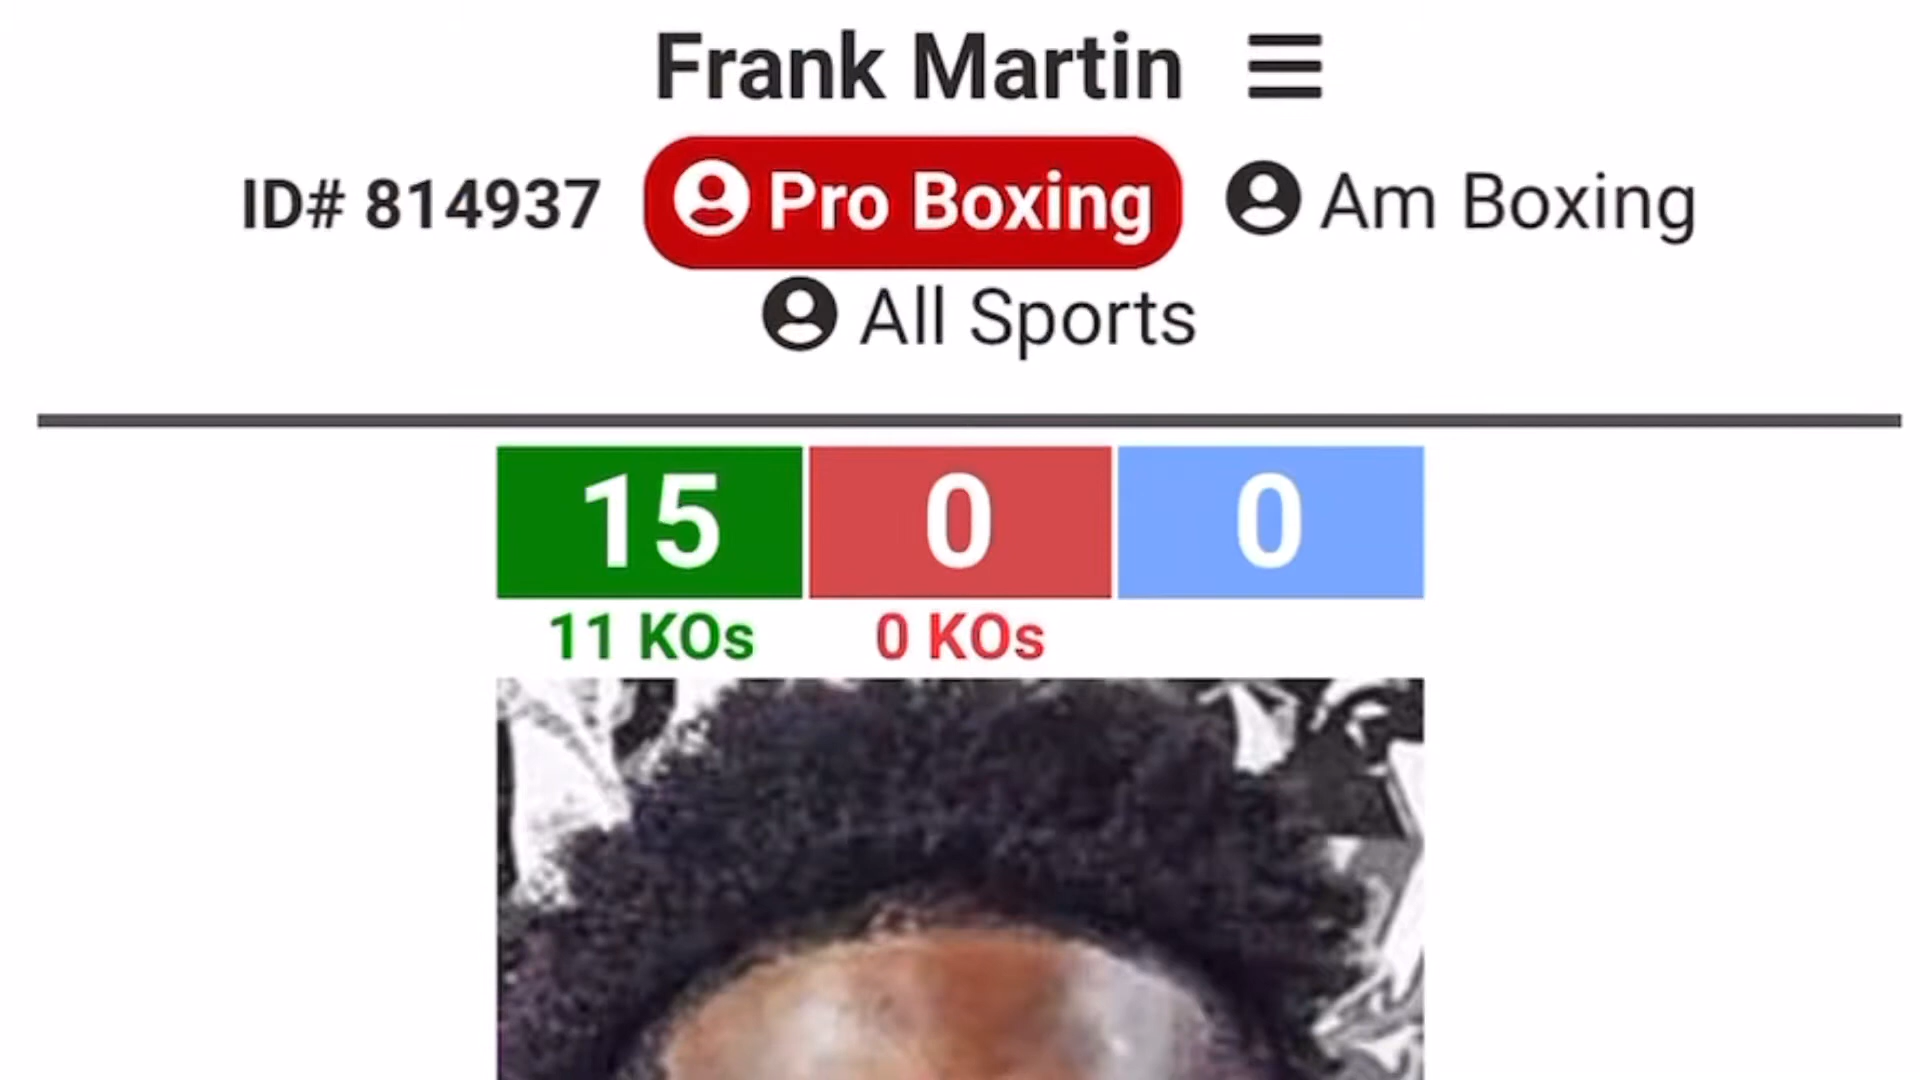 Frank Martin
ID# 814937 Pro Boxing Am Boxing
All Sports
15 0 0
11 KOs 0 KOs